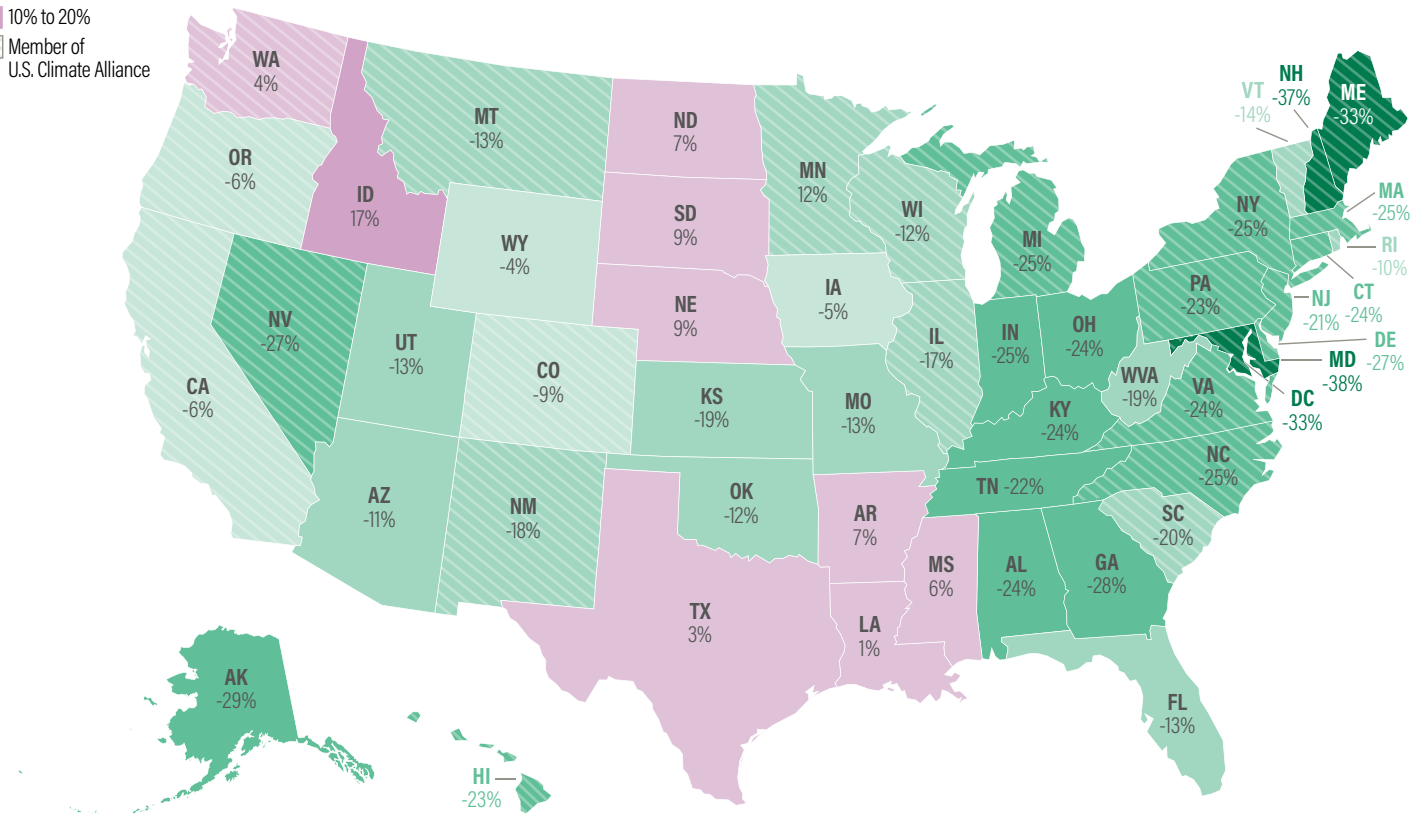 10% to 20%
Member of
U.S. Climate Alliance
WA
4%
OR
-6%
CA
-6%
ID
17%
NV
-27%
MT
-13%
WY
-4%
UT
-13%
CO
-9%
AZ
-11%
NM
-18%
ND
7%
SD
9%
NE
9%
KS
-19%
OK
-12%
TX
3%
MN
12%
IA
-5%
MO
-13%
AR
7%
LA
1%
WI
-12%
IL
-17%
MS
6%
MI
-25%
IN
-25%
OH
-24%
KY
-24%
TN -22%
AL
-24%
GA
-28%
FL
-13%
SC
-20%
NC
-25%
VA
-24%
WVA
-19%
PA
-23%
NY
-25%
VT
-14%
NH
-37%
ME
-33%
MA
-25%
RI
-10%
CT
-24%
NJ
-21%
DE
-27%
MD
-38%
DC
-33%
AK
-29%
HI
-23%